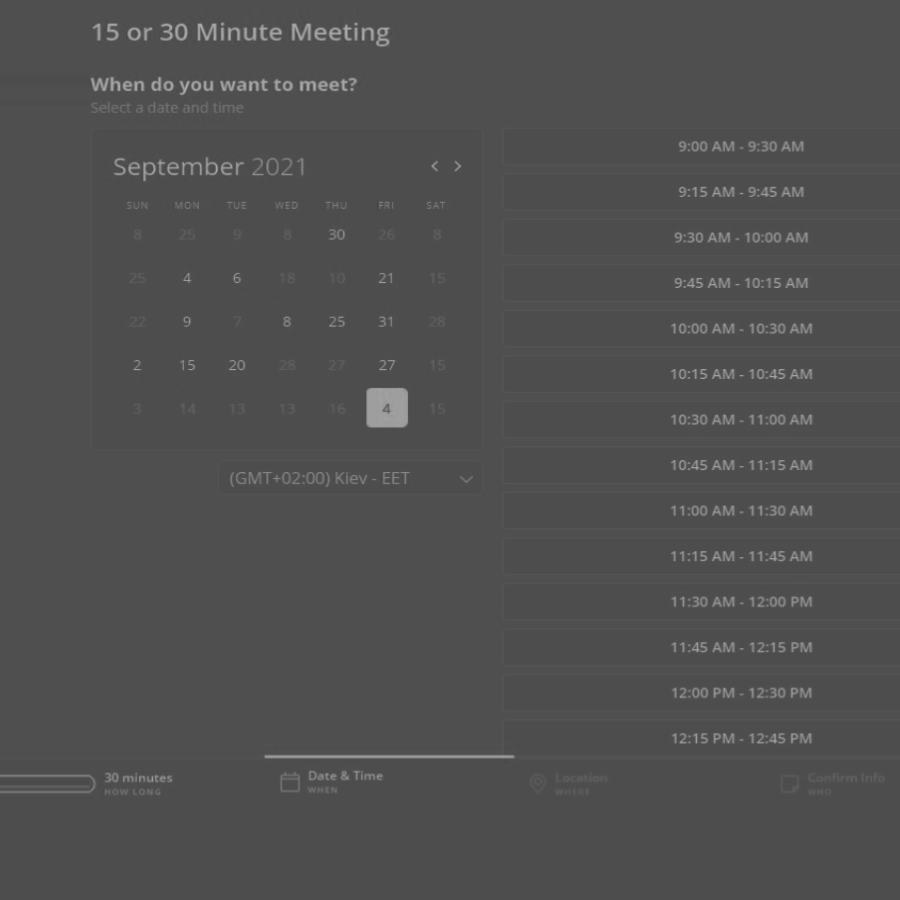 15 or 30 Minute Meeting
When do you want to meet?
Select a date and time
September 2021
SUN MON TUE WED THU FRI SAT
8 25 9 8 30 26 8
25 4 6 18 10 21 15
22 9 7 8 25 31 28
2 15 20 28 27 27 15
3 14 13 13 16 4 15
(GMT+02:00) Kiev - EET
9:00 AM - 9:30 AM
9:15 AM - 9:45 AM
9:30 AM - 10:00 AM
9:45 AM - 10:15 AM
10:00 AM - 10:30 AM
10:15 AM - 10:45 AM
10:30 AM - 11:00 AM
10:45 AM - 11:15 AM
11:00 AM - 11:30 AM
11:15 AM - 11:45 AM
11:30 AM - 12:00 PM
11:45 AM - 12:15 PM
12:00 PM - 12:30 PM
12:15 PM - 12:45 PM
30 minutes
HOW LONG
Date & Time
WHEN
Location
WHERE
Confirm Info
WHO